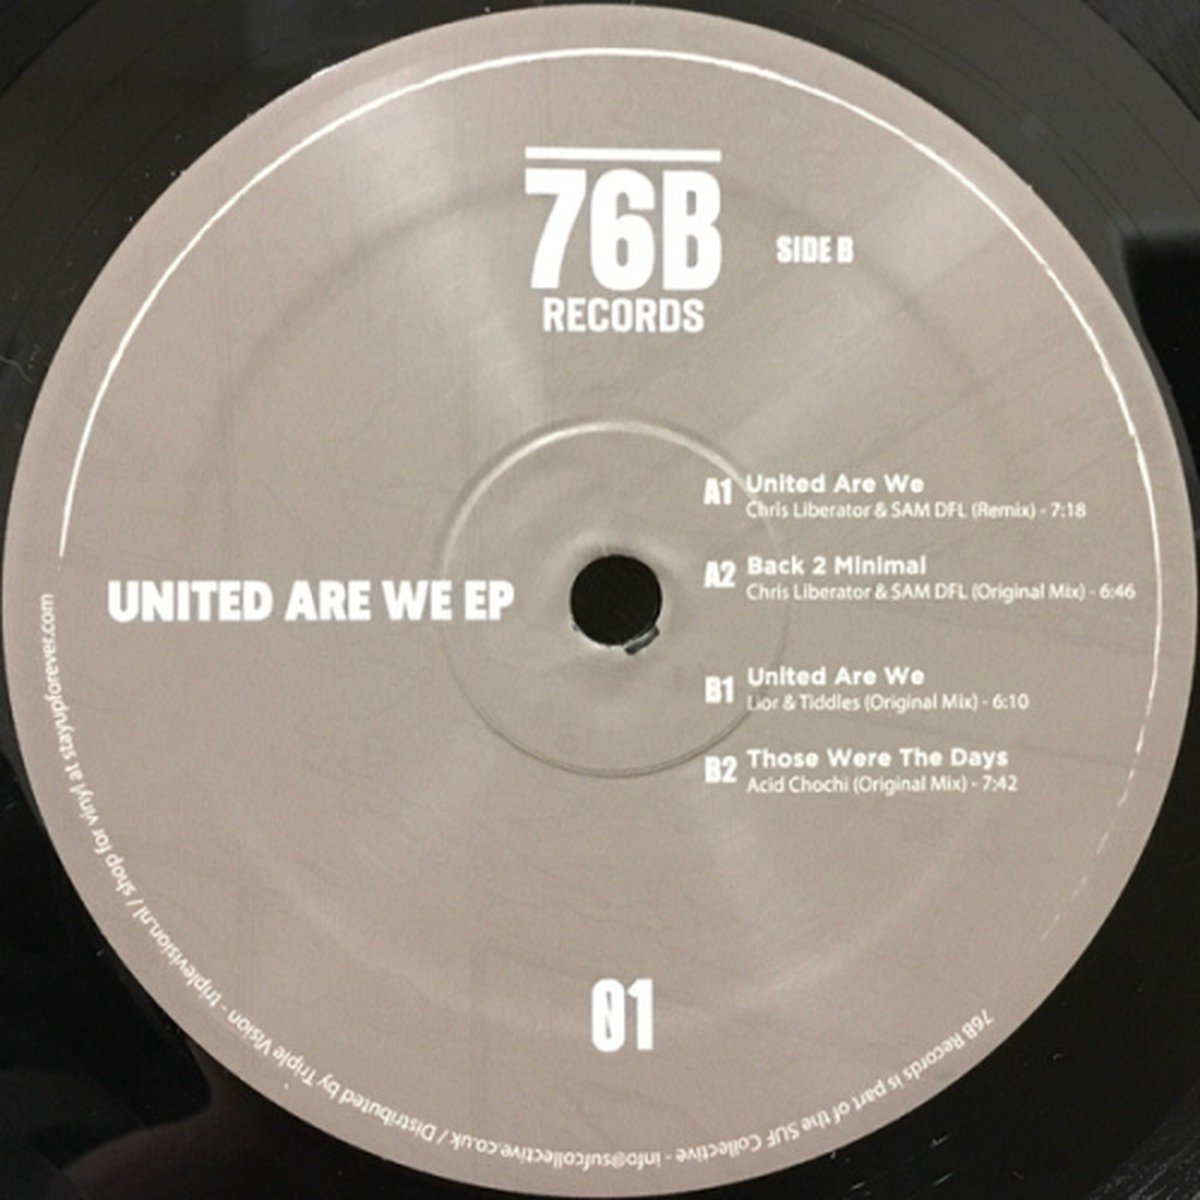 76B
RECORDS
SIDE B
UNITED ARE WE EP
A1 United Are We
Chris Liberator & SAM DFL (Remix) - 7:18
A2 Back 2 Minimal
Chris Liberator & SAM DFL (Original Mix) - 6:46
B1 United Are We
Lior & Tiddles (Original Mix) - 6:10
B2 Those Were The Days
Acid Chochi (Original Mix) - 7:42
01
76B Records is part of the SUF Collective - info@sufcollective.co.uk / Distributed by Triple Vision - triplevision.nl / shop for vinyl at stayupforever.com